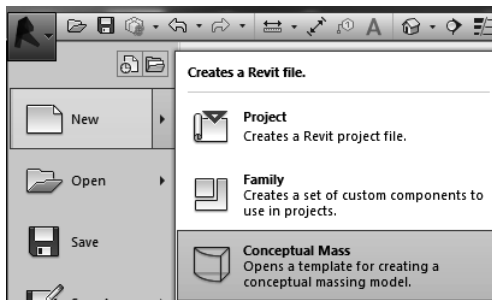 Creates a Revit file.
New
Project
Creates a Revit project file.
Open
Family
Creates a set of custom components to
use in projects.
Save
Conceptual Mass
Opens a template for creating a
conceptual massing model.